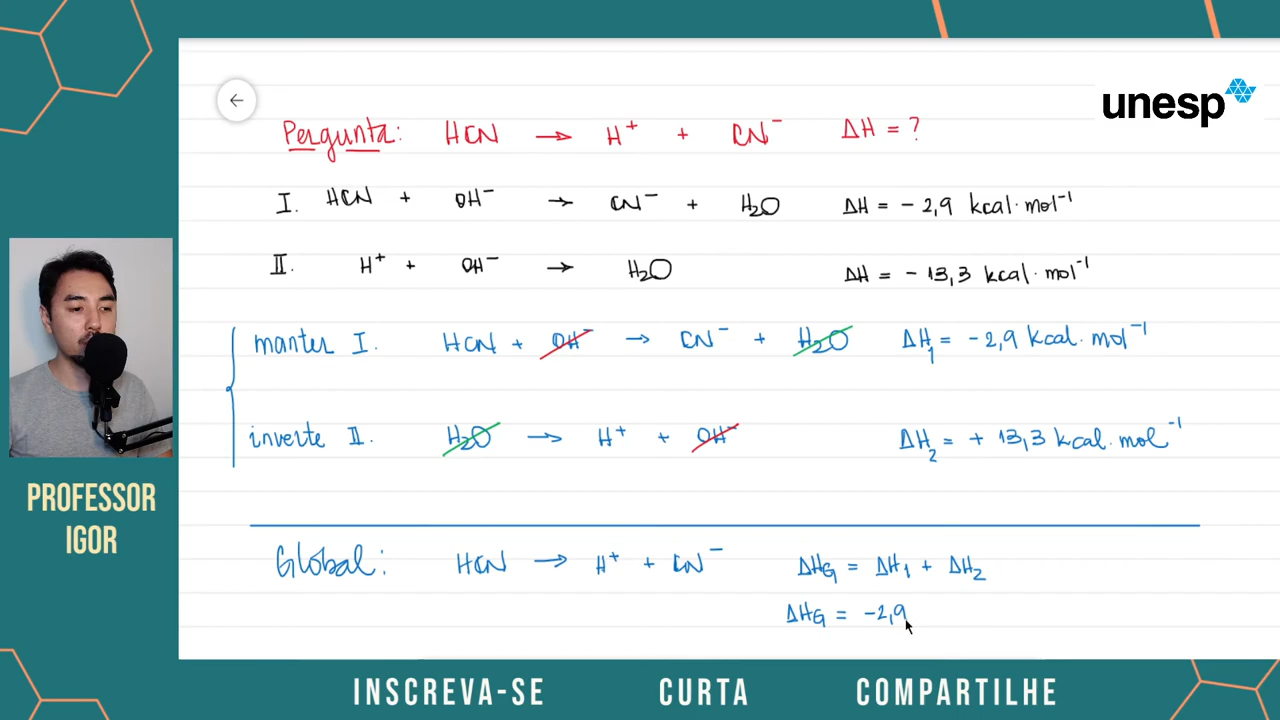 unesp
Pergunta: HCN → H⁺ + CN⁻ ΔH = ?
I. HCN + OH⁻ → CN⁻ + H₂O ΔH = - 2,9 kcal·mol⁻¹
II. H⁺ + OH⁻ → H₂O ΔH = - 13,3 kcal·mol⁻¹
manter I. HCN + OH⁻ → CN⁻ + H₂O ΔH₁ = -2,9 kcal·mol⁻¹
inverte II. H₂O → H⁺ + OH⁻ ΔH₂ = + 13,3 kcal·mol⁻¹
PROFESSOR
IGOR
Global: HCN → H⁺ + CN⁻ ΔHG = ΔH₁ + ΔH₂
ΔHG = -2,9
INSCREVA-SE CURTA COMPARTILHE